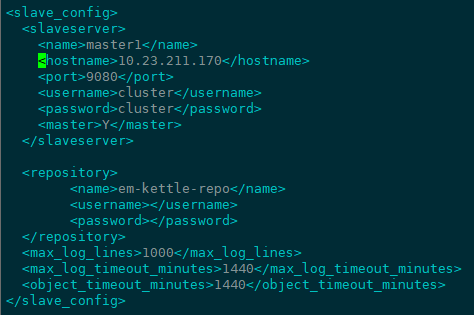 <slave_config>
<slaveserver>
<name>master1</name>
<hostname>10.23.211.170</hostname>
<port>9080</port>
<username>cluster</username>
<password>cluster</password>
<master>Y</master>
</slaveserver>
<repository>
<name>em-kettle-repo</name>
<username></username>
<password></password>
</repository>
<max_log_lines>1000</max_log_lines>
<max_log_timeout_minutes>1440</max_log_timeout_minutes>
<object_timeout_minutes>1440</object_timeout_minutes>
</slave_config>